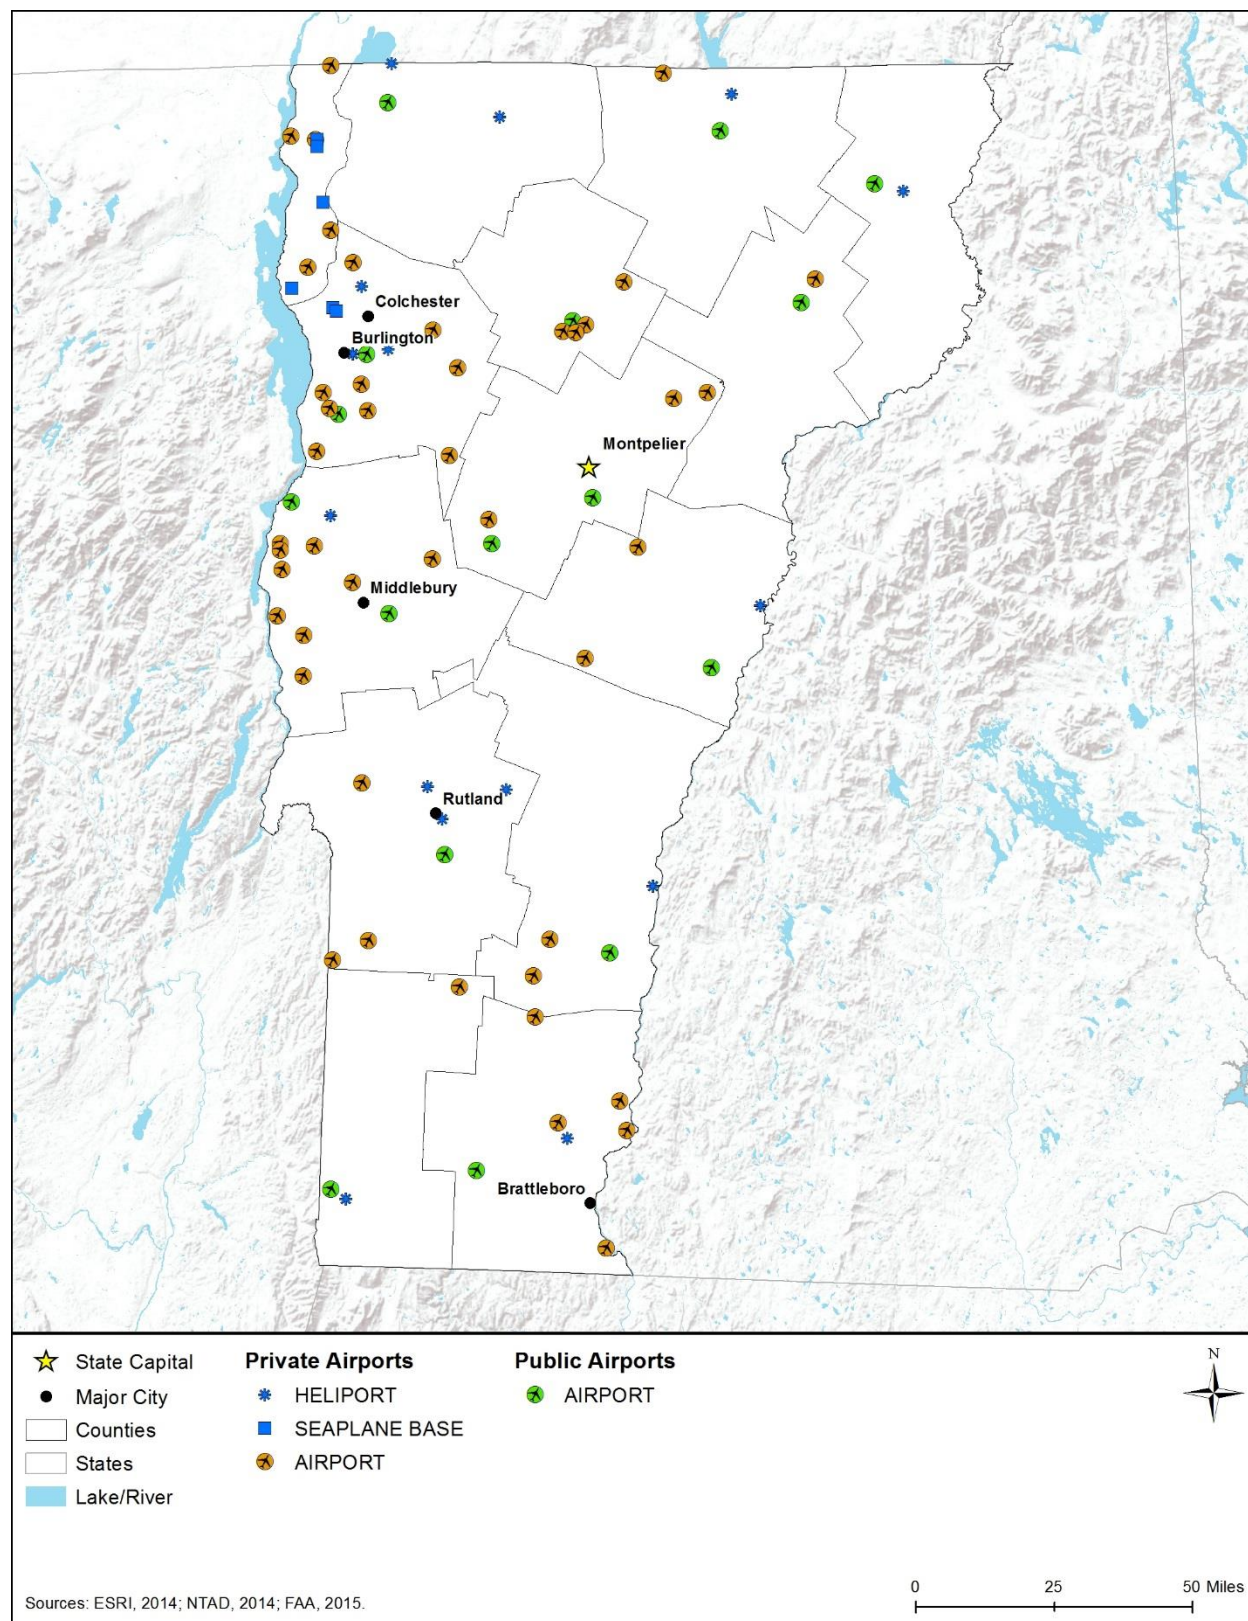 Colchester
Burlington
Montpelier
Middlebury
Rutland
Brattleboro
State Capital
Major City
Counties
States
Lake/River
Private Airports
HELIPORT
SEAPLANE BASE
AIRPORT
Public Airports
AIRPORT
N
0 25 50 Miles
Sources: ESRI, 2014; NTAD, 2014; FAA, 2015.